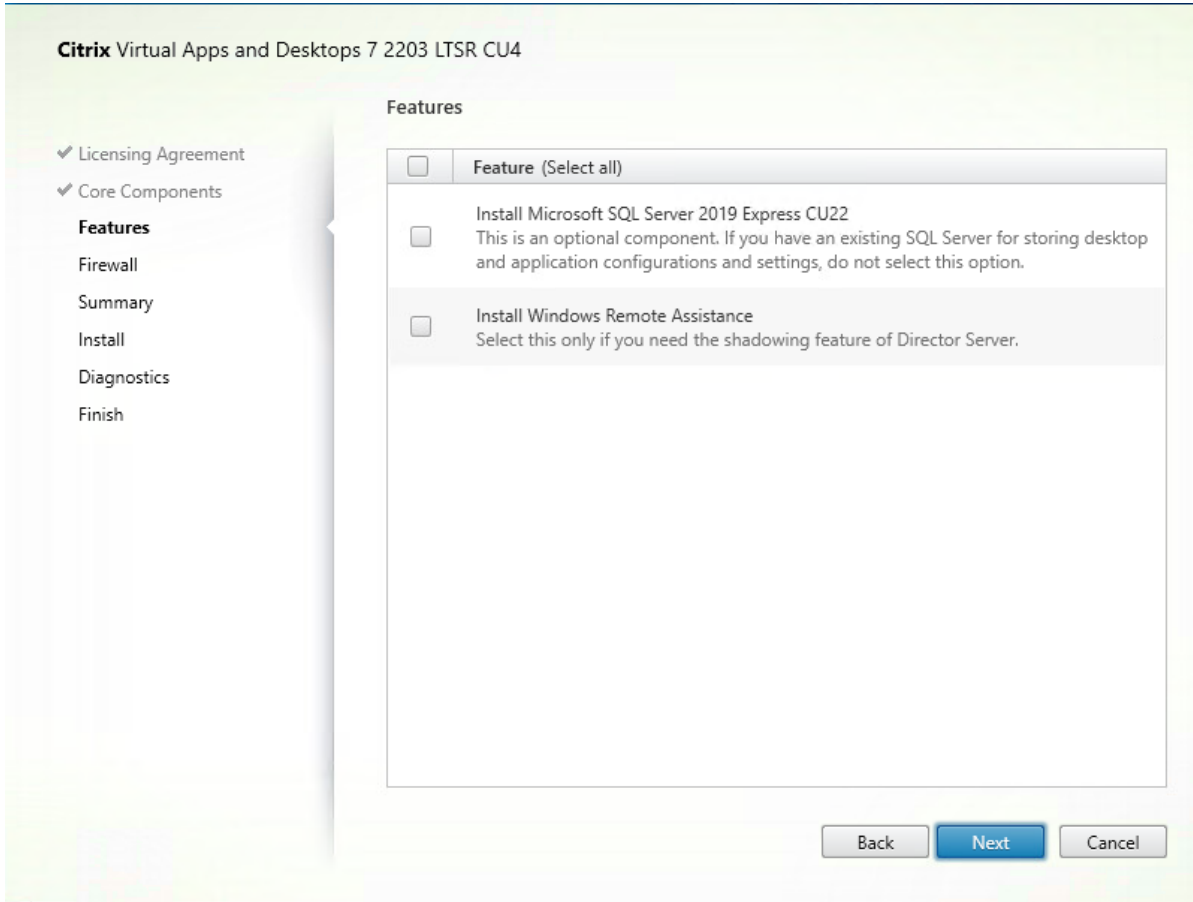 Citrix Virtual Apps and Desktops 7 2203 LTSR CU4
Licensing Agreement
Core Components
Features
Firewall
Summary
Install
Diagnostics
Finish
Features
Feature (Select all)
Install Microsoft SQL Server 2019 Express CU22
This is an optional component. If you have an existing SQL Server for storing desktop
and application configurations and settings, do not select this option.
Install Windows Remote Assistance
Select this only if you need the shadowing feature of Director Server.
Back
Next
Cancel